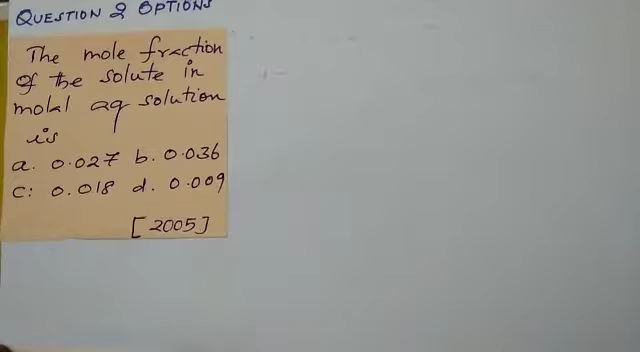 QUESTION 2 OPTIONS
The mole fraction
of the solute in
molal aq solution
is
a. 0.027 b. 0.036
c: 0.018 d. 0.009
[2005]